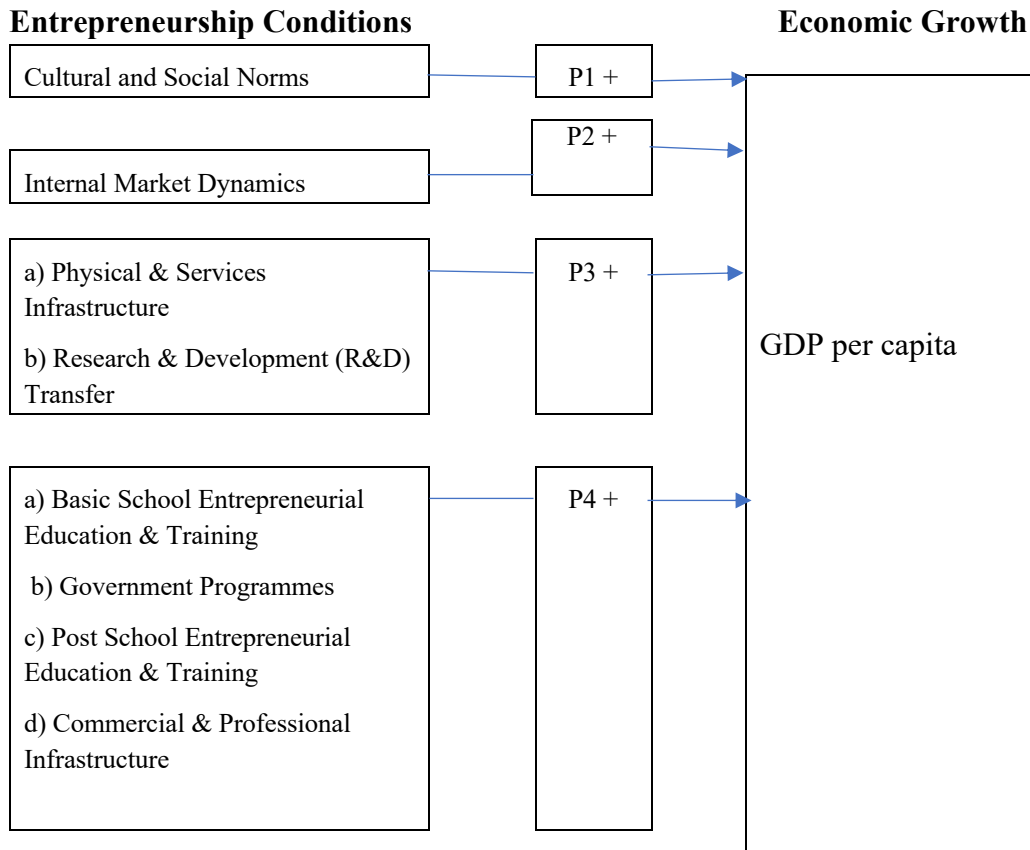 Entrepreneurship Conditions
Economic Growth
Cultural and Social Norms
P1 +
P2 +
Internal Market Dynamics
a) Physical & Services
Infrastructure
b) Research & Development (R&D)
Transfer
P3 +
GDP per capita
a) Basic School Entrepreneurial
Education & Training
b) Government Programmes
c) Post School Entrepreneurial
Education & Training
d) Commercial & Professional
Infrastructure
P4 +